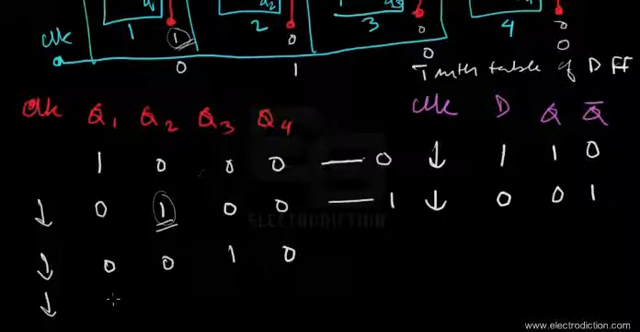 Q1 Q2 Q3
1 2 3 4
clk 1 0 0
0 1 0 0
Truth table of D FF
clk Q1 Q2 Q3 Q4 clk D Q Q̅
1 0 0 0 — 0 ↓ 1 1 0
↓ 0 1 0 0 — 1 ↓ 0 0 1
ELECTRODICTION
↓ 0 0 1 0
↓
www.electrodiction.com